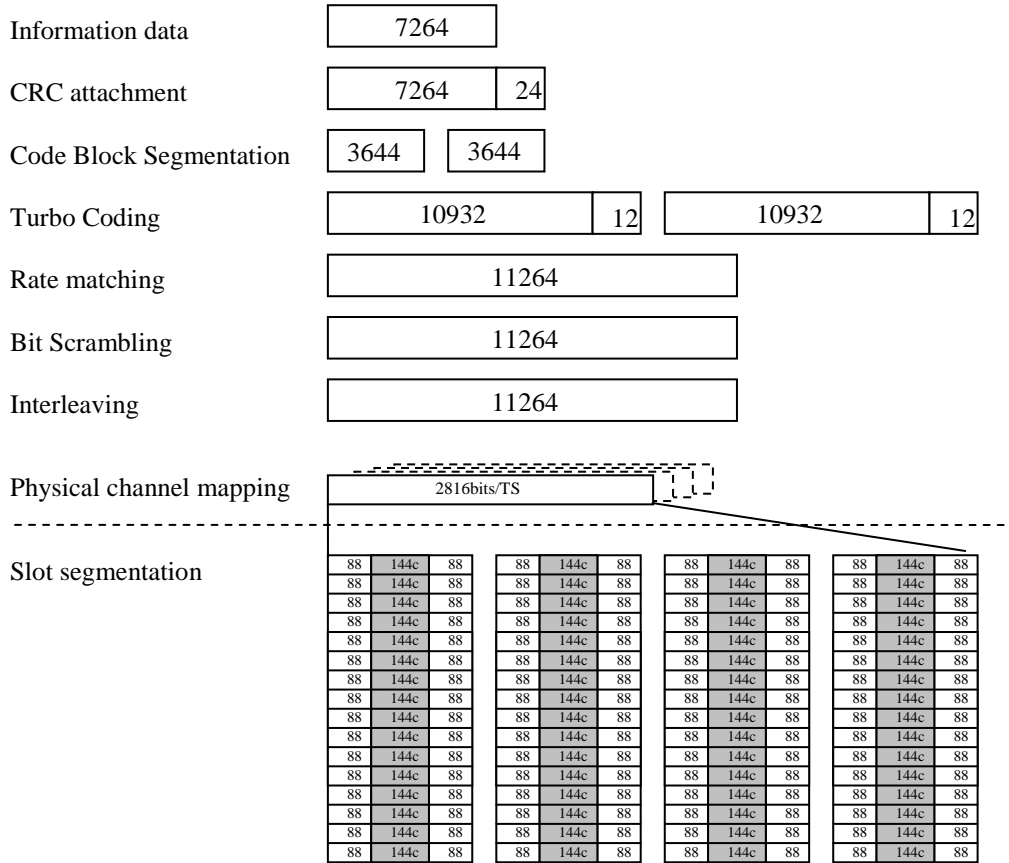 Information data 7264
CRC attachment 7264 24
Code Block Segmentation 3644 3644
Turbo Coding 10932 12 10932 12
Rate matching 11264
Bit Scrambling 11264
Interleaving 11264
Physical channel mapping 2816bits/TS
88 144c 88 88 144c 88 88 144c 88 88 144c 88
Slot segmentation 88 144c 88 88 144c 88 88 144c 88 88 144c 88
88 144c 88 88 144c 88 88 144c 88 88 144c 88
88 144c 88 88 144c 88 88 144c 88 88 144c 88
88 144c 88 88 144c 88 88 144c 88 88 144c 88
88 144c 88 88 144c 88 88 144c 88 88 144c 88
88 144c 88 88 144c 88 88 144c 88 88 144c 88
88 144c 88 88 144c 88 88 144c 88 88 144c 88
88 144c 88 88 144c 88 88 144c 88 88 144c 88
88 144c 88 88 144c 88 88 144c 88 88 144c 88
88 144c 88 88 144c 88 88 144c 88 88 144c 88
88 144c 88 88 144c 88 88 144c 88 88 144c 88
88 144c 88 88 144c 88 88 144c 88 88 144c 88
88 144c 88 88 144c 88 88 144c 88 88 144c 88
88 144c 88 88 144c 88 88 144c 88 88 144c 88
88 144c 88 88 144c 88 88 144c 88 88 144c 88